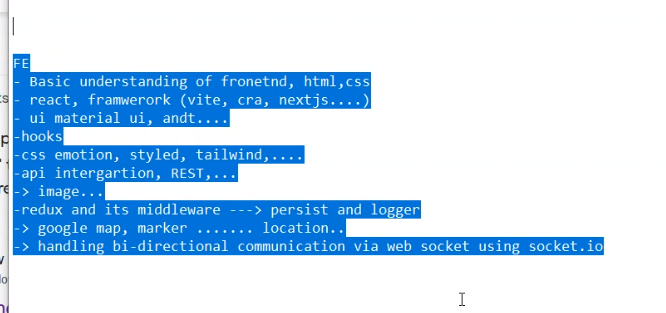 FE
- Basic understanding of fronetnd, html,css
- react, framwerork (vite, cra, nextjs....)
- ui material ui, andt....
-hooks
-css emotion, styled, tailwind,....
-api intergartion, REST,...
-> image...
-redux and its middleware ---> persist and logger
-> google map, marker ....... location..
-> handling bi-directional communication via web socket using socket.io